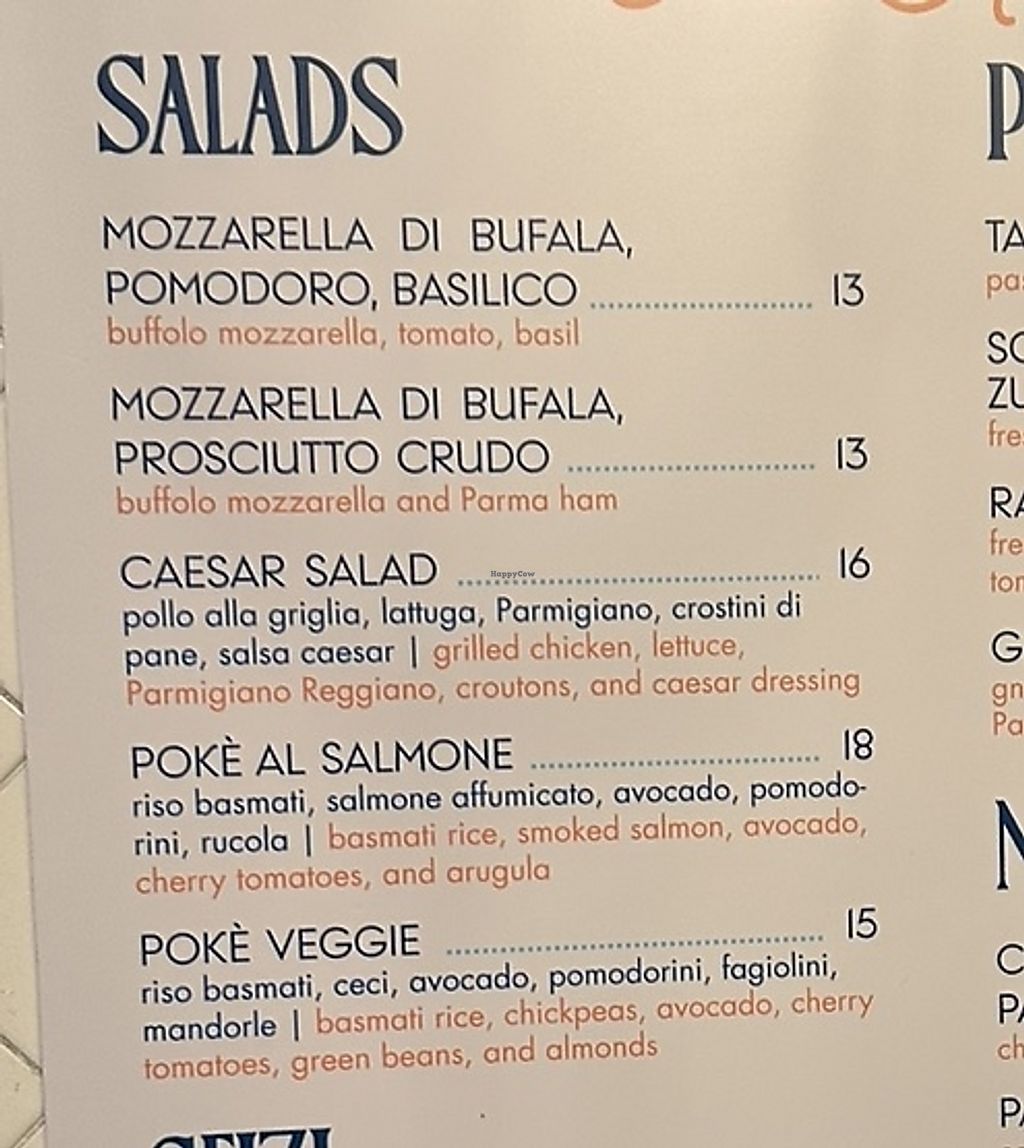 SALADS
MOZZARELLA DI BUFALA,
POMODORO, BASILICO 13
buffolo mozzarella, tomato, basil
MOZZARELLA DI BUFALA,
PROSCIUTTO CRUDO 13
buffolo mozzarella and Parma ham
CAESAR SALAD 16
HappyCow
pollo alla griglia, lattuga, Parmigiano, crostini di
pane, salsa caesar | grilled chicken, lettuce,
Parmigiano Reggiano, croutons, and caesar dressing
POKÈ AL SALMONE 18
riso basmati, salmone affumicato, avocado, pomodo-
rini, rucola | basmati rice, smoked salmon, avocado,
cherry tomatoes, and arugula
POKÈ VEGGIE 15
riso basmati, ceci, avocado, pomodorini, fagiolini,
mandorle | basmati rice, chickpeas, avocado, cherry
tomatoes, green beans, and almonds